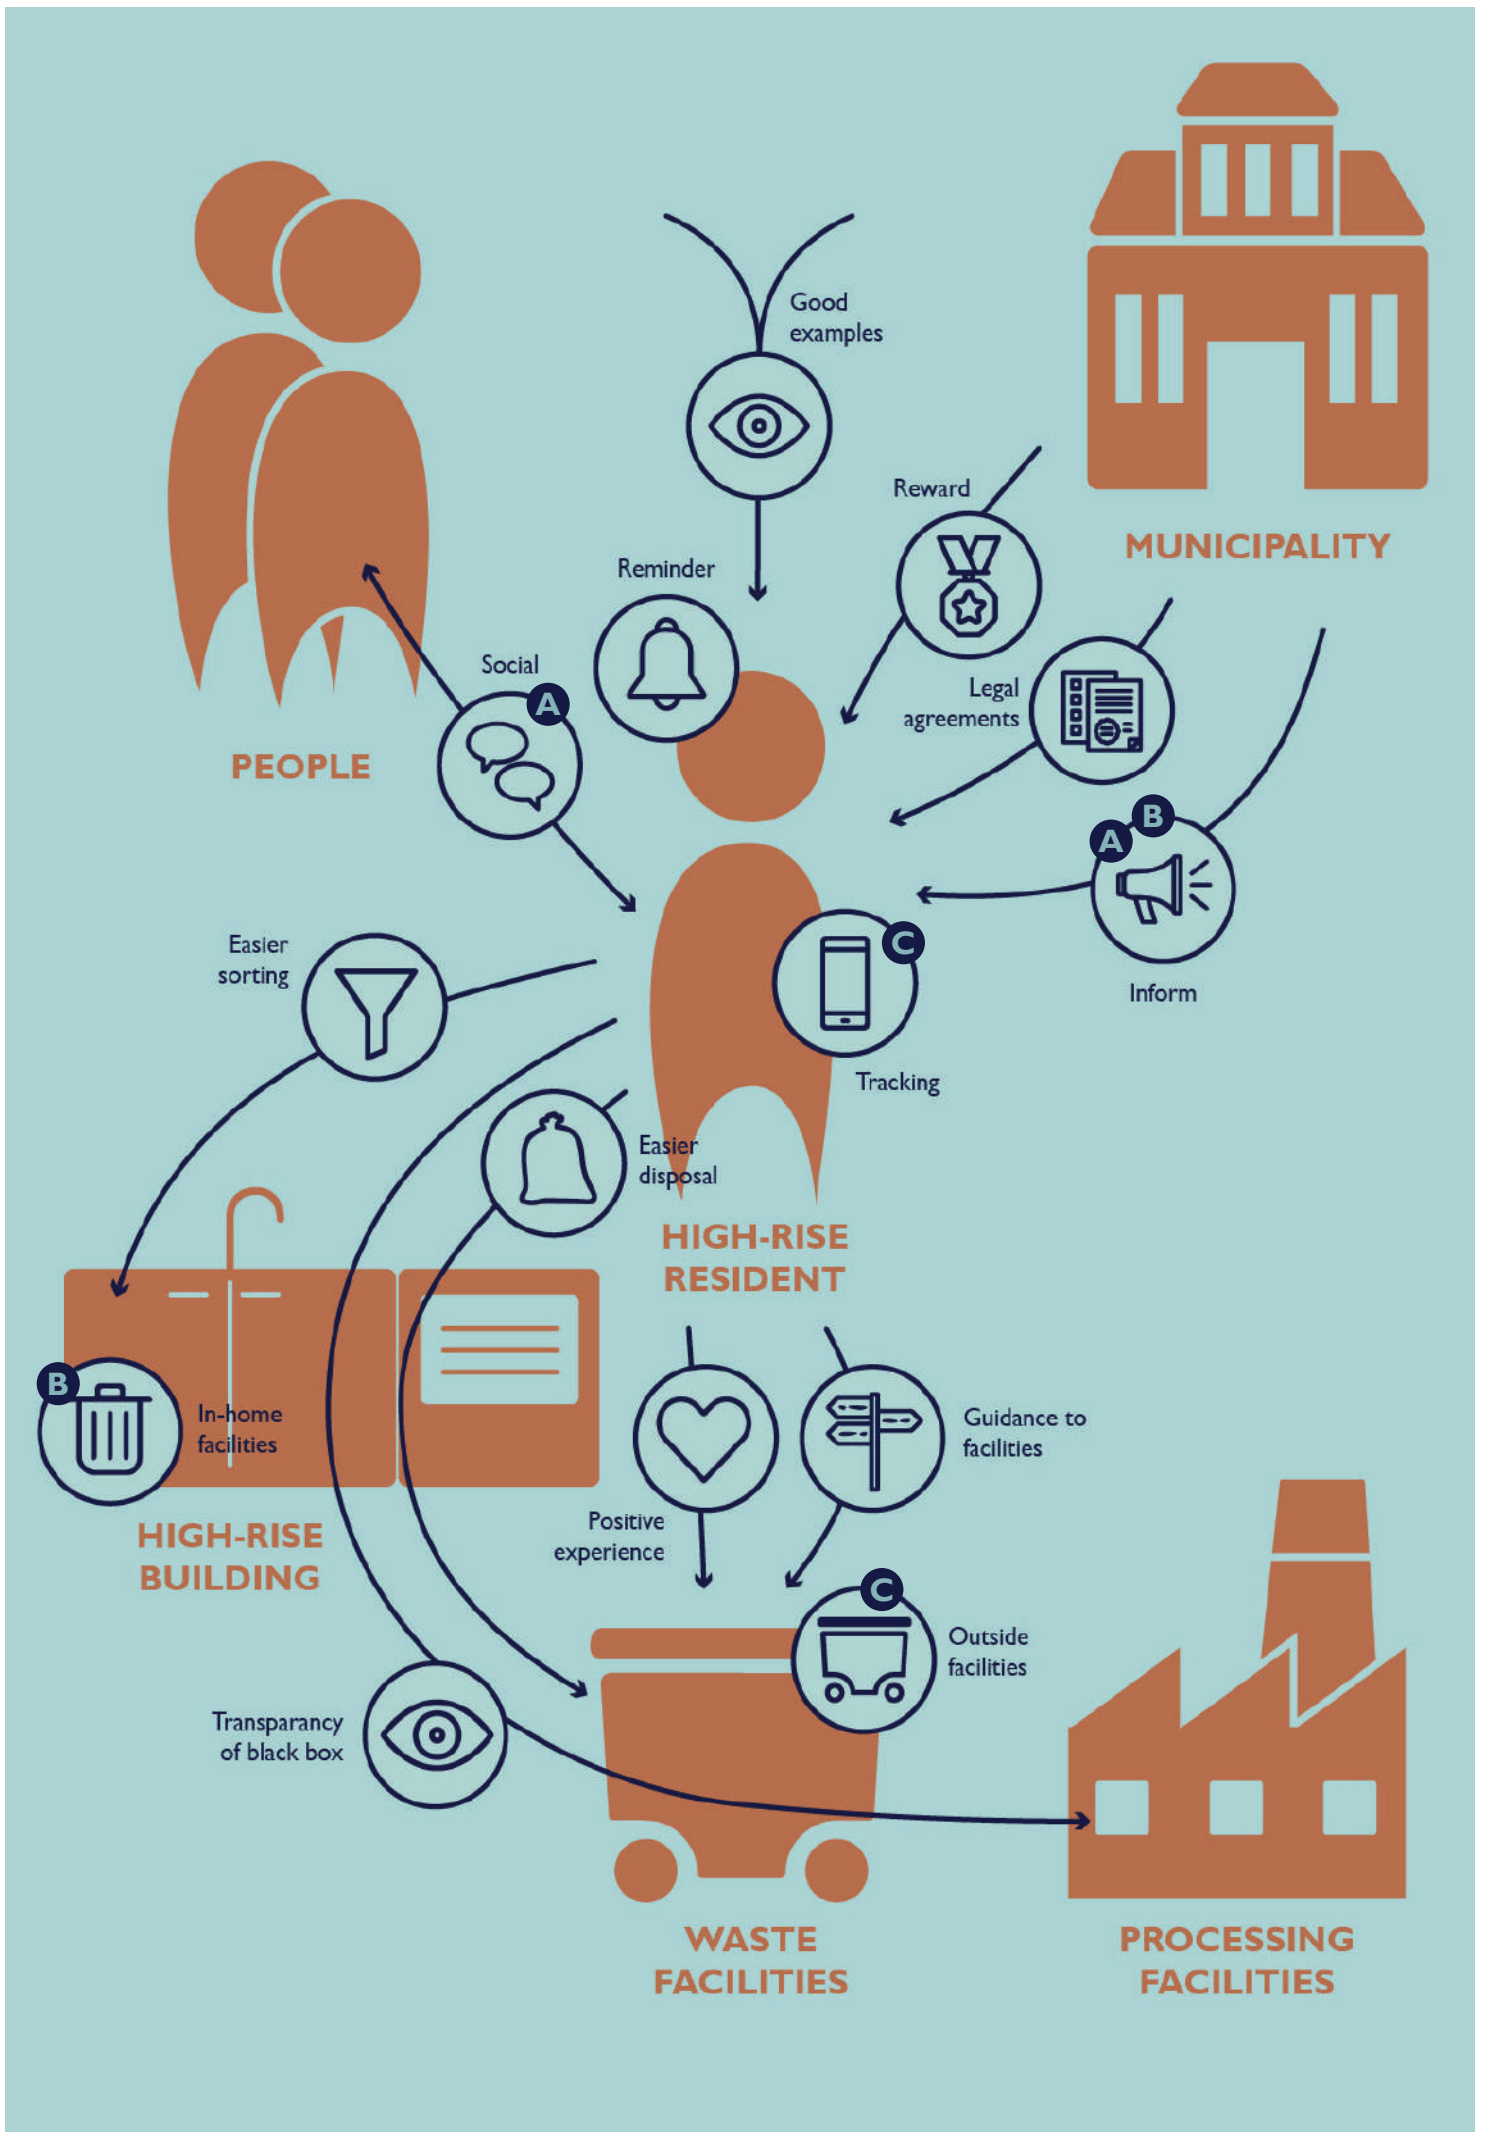 Good
examples
Reward
MUNICIPALITY
Reminder
Social
A
Legal
agreements
PEOPLE
B
A
Inform
Easier
sorting
C
Tracking
Easier
disposal
HIGH-RISE
RESIDENT
B
In-home
facilities
Guidance to
facilities
HIGH-RISE
BUILDING
Positive
experience
C
Outside
facilities
Transparancy
of black box
WASTE
FACILITIES
PROCESSING
FACILITIES